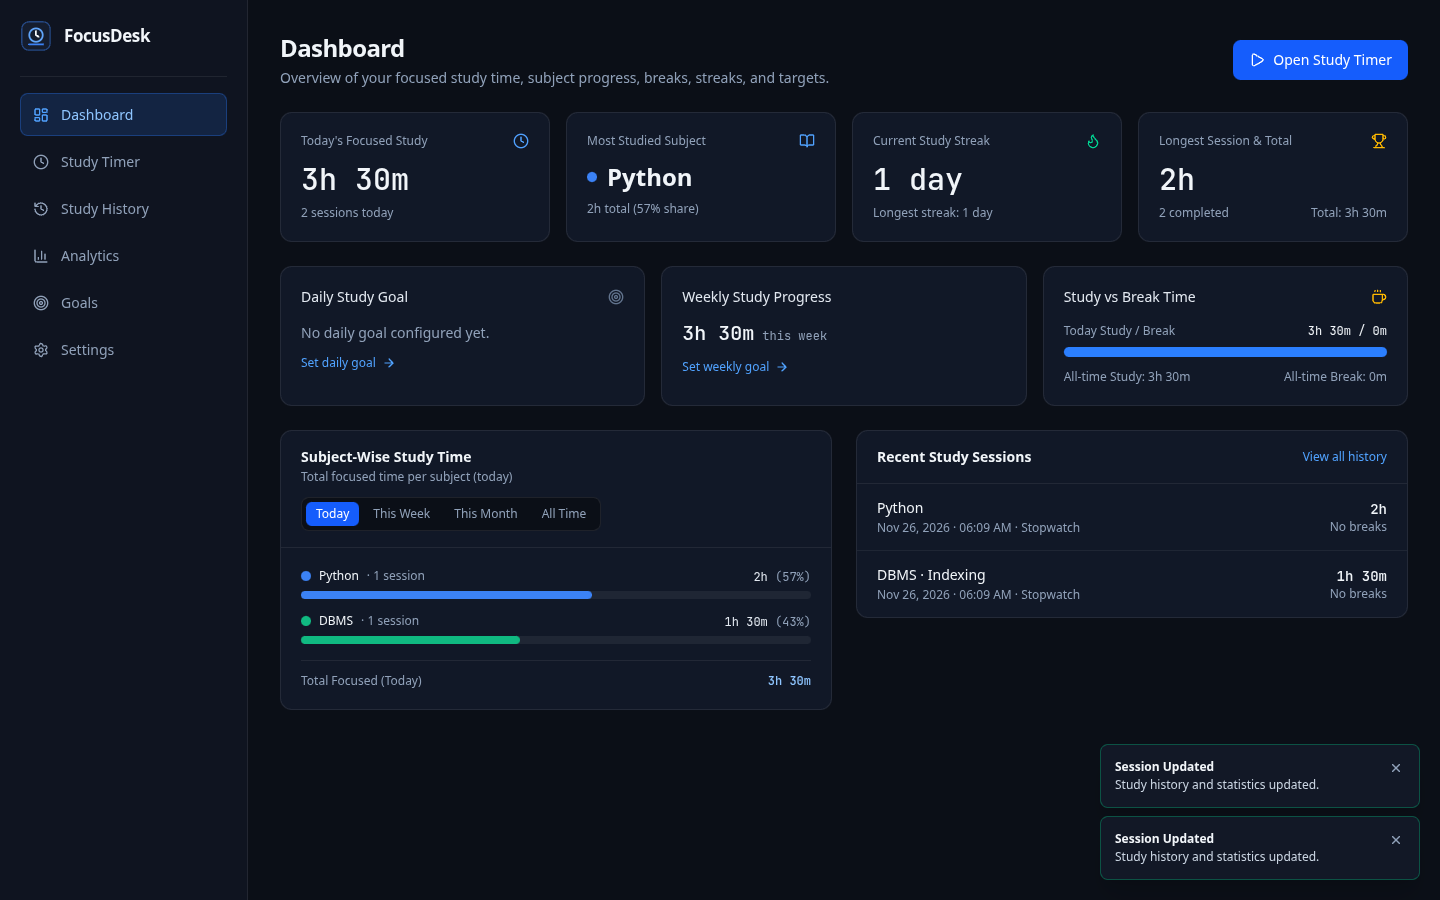 FocusDesk
Dashboard
Study Timer
Study History
Analytics
Goals
Settings
Dashboard
Overview of your focused study time, subject progress, breaks, streaks, and targets.
Open Study Timer
Today's Focused Study
3h 30m
2 sessions today
Most Studied Subject
Python
2h total (57% share)
Current Study Streak
1 day
Longest streak: 1 day
Longest Session & Total
2h
2 completed Total: 3h 30m
Daily Study Goal
No daily goal configured yet.
Set daily goal →
Weekly Study Progress
3h 30m this week
Set weekly goal →
Study vs Break Time
Today Study / Break 3h 30m / 0m
All-time Study: 3h 30m All-time Break: 0m
Subject-Wise Study Time
Total focused time per subject (today)
Today This Week This Month All Time
Python · 1 session 2h (57%)
DBMS · 1 session 1h 30m (43%)
Total Focused (Today) 3h 30m
Recent Study Sessions View all history
Python 2h
Nov 26, 2026 · 06:09 AM · Stopwatch No breaks
DBMS · Indexing 1h 30m
Nov 26, 2026 · 06:09 AM · Stopwatch No breaks
Session Updated
Study history and statistics updated.
Session Updated
Study history and statistics updated.